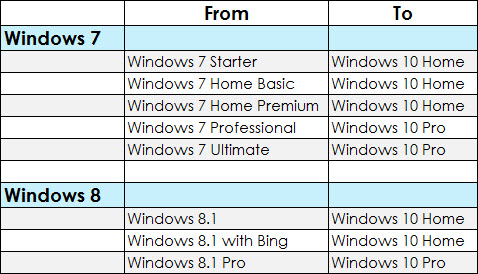 From To
Windows 7
Windows 7 Starter Windows 10 Home
Windows 7 Home Basic Windows 10 Home
Windows 7 Home Premium Windows 10 Home
Windows 7 Professional Windows 10 Pro
Windows 7 Ultimate Windows 10 Pro
Windows 8
Windows 8.1 Windows 10 Home
Windows 8.1 with Bing Windows 10 Home
Windows 8.1 Pro Windows 10 Pro